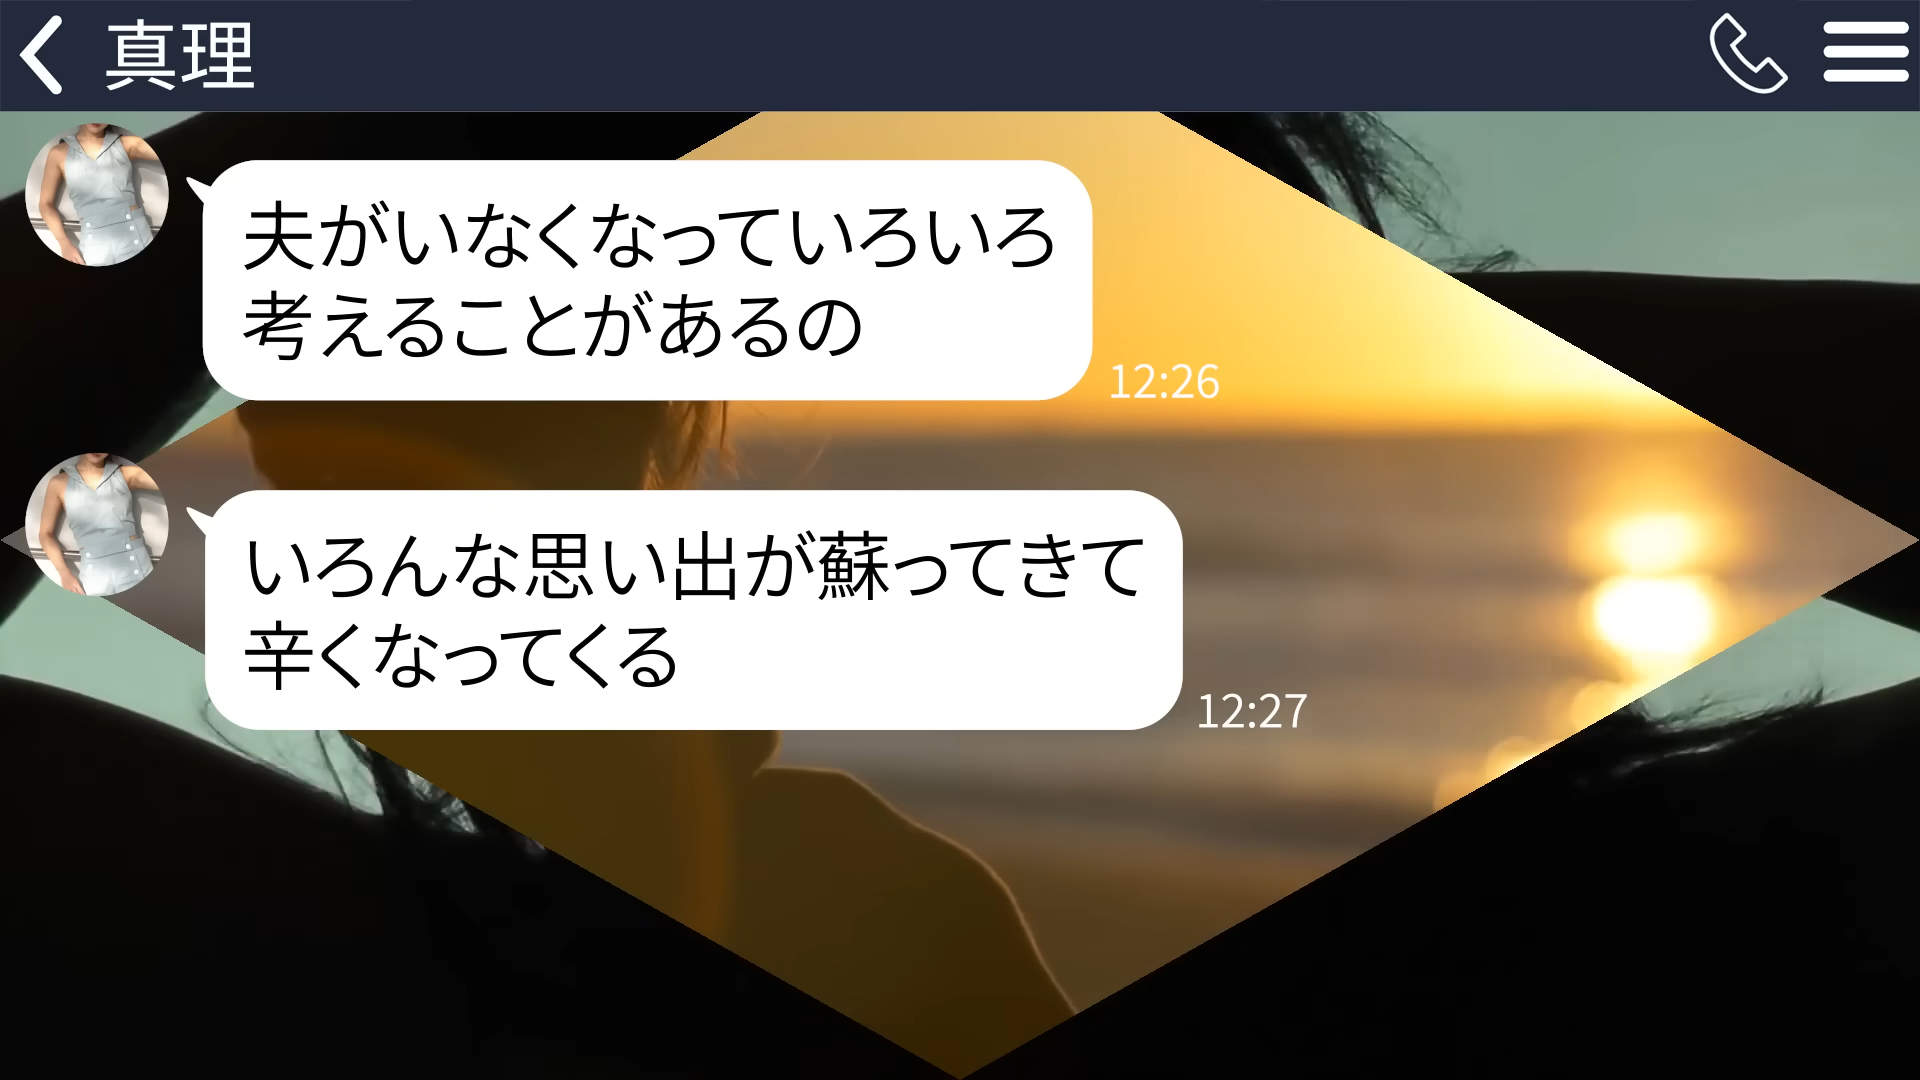 真理
夫がいなくなっていろいろ
考えることがあるの
12:26
いろんな思い出が蘇ってきて
辛くなってくる
12:27